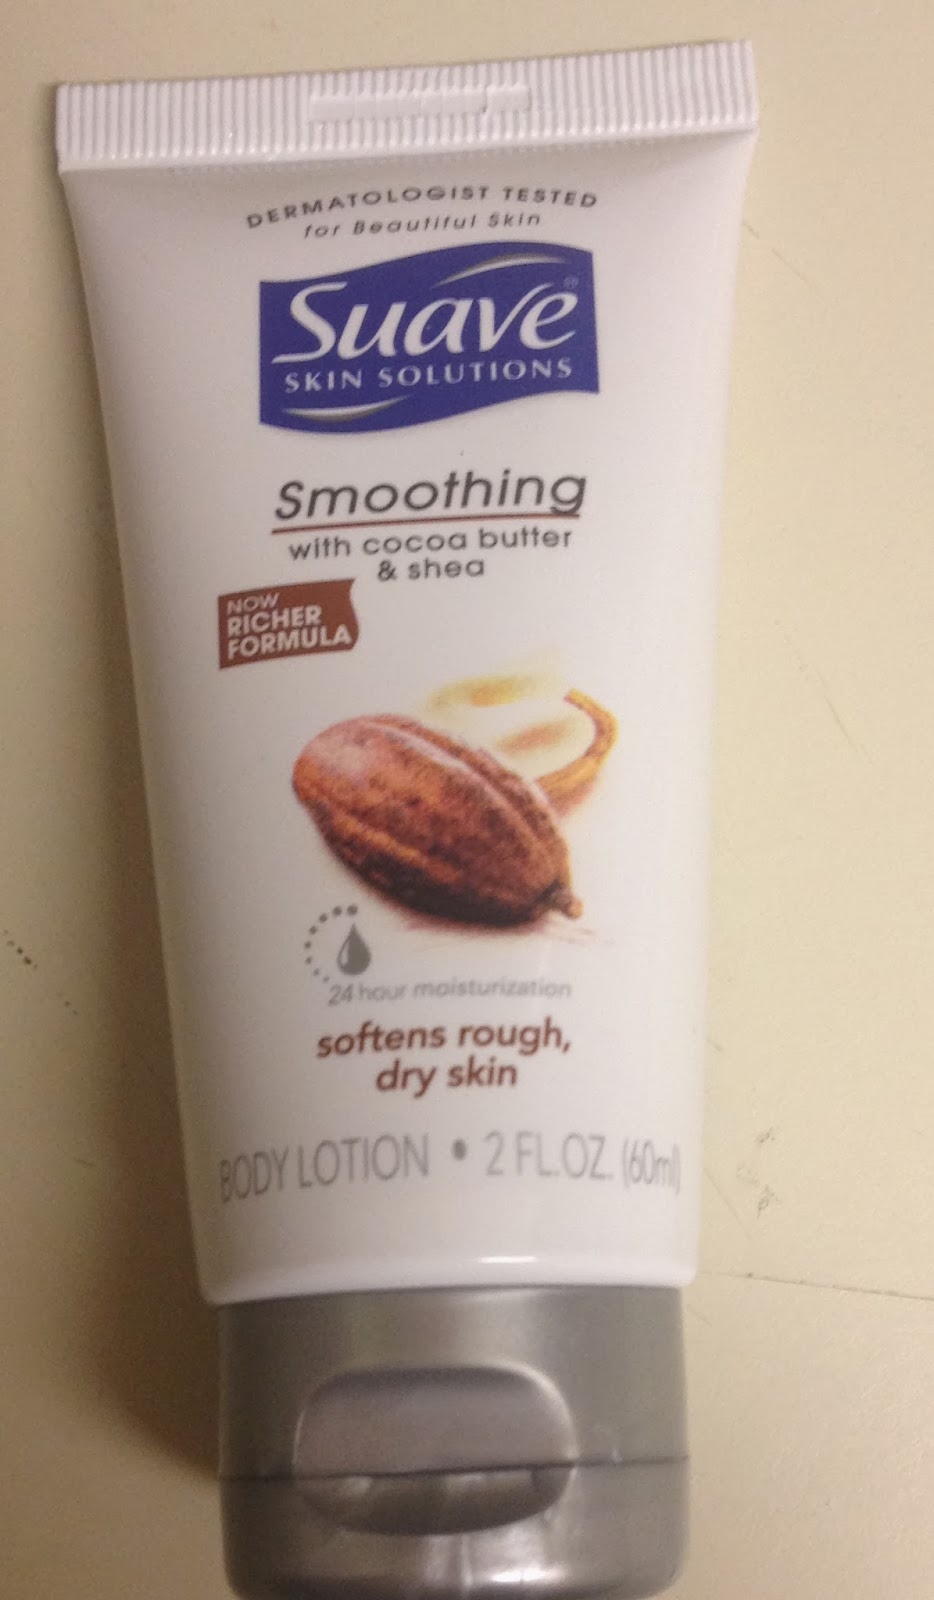 DERMATOLOGIST TESTED
for Beautiful Skin
Suave®
SKIN SOLUTIONS
Smoothing
with cocoa butter
& shea
NOW
RICHER
FORMULA
24 hour moisturization
softens rough,
dry skin
BODY LOTION • 2 FL.OZ. (60ml)